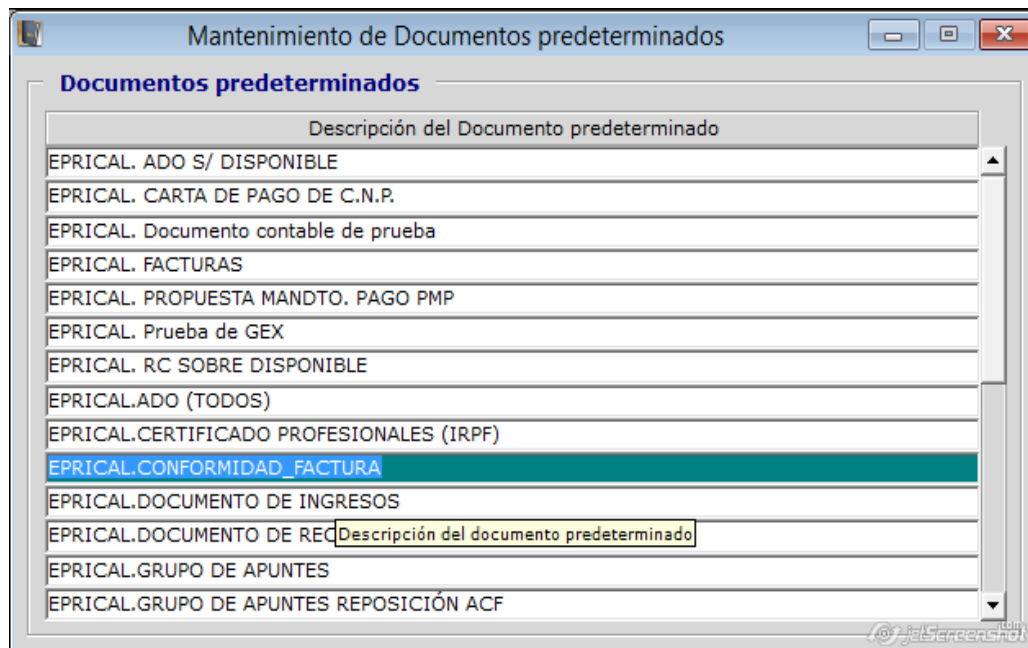 Mantenimiento de Documentos predeterminados
Documentos predeterminados
Descripción del Documento predeterminado
EPRICAL. ADO S/ DISPONIBLE
EPRICAL. CARTA DE PAGO DE C.N.P.
EPRICAL. Documento contable de prueba
EPRICAL. FACTURAS
EPRICAL. PROPUESTA MANDTO. PAGO PMP
EPRICAL. Prueba de GEX
EPRICAL. RC SOBRE DISPONIBLE
EPRICAL.ADO (TODOS)
EPRICAL.CERTIFICADO PROFESIONALES (IRPF)
EPRICAL.CONFORMIDAD_FACTURA
EPRICAL.DOCUMENTO DE INGRESOS
EPRICAL.DOCUMENTO DE REC Descripción del documento predeterminado
EPRICAL.GRUPO DE APUNTES
EPRICAL.GRUPO DE APUNTES REPOSICIÓN ACF
jetScreenshot.com